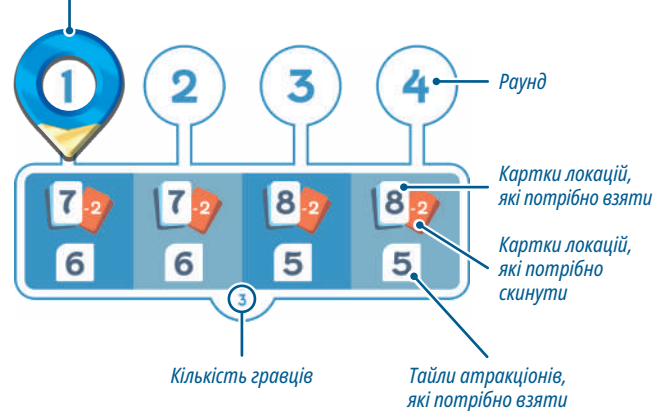 1 2 3 4
Раунд
7 -2 7 -2 8 -2 8 -2
Картки локацій,
які потрібно взяти
6 6 5 5
Картки локацій,
які потрібно
скинути
3
Кількість гравців
Тайли атракціонів,
які потрібно взяти